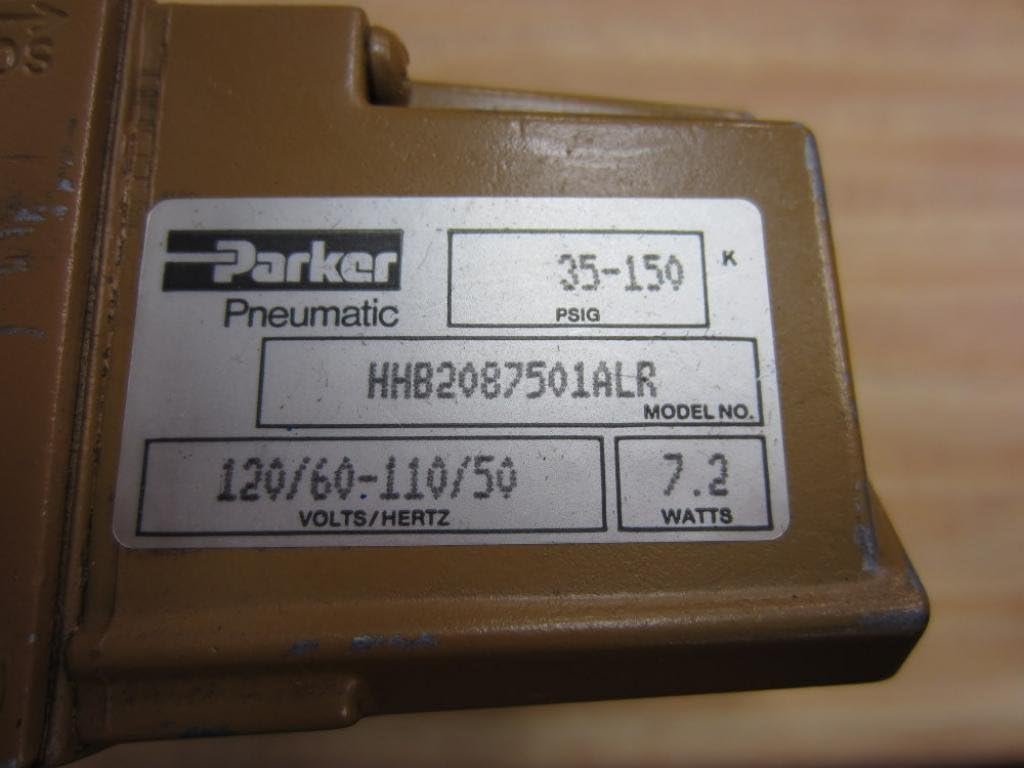 Parker
Pneumatic
35-150 K
PSIG
HHB2087501ALR
MODEL NO.
120/60-110/50
VOLTS/HERTZ
7.2
WATTS